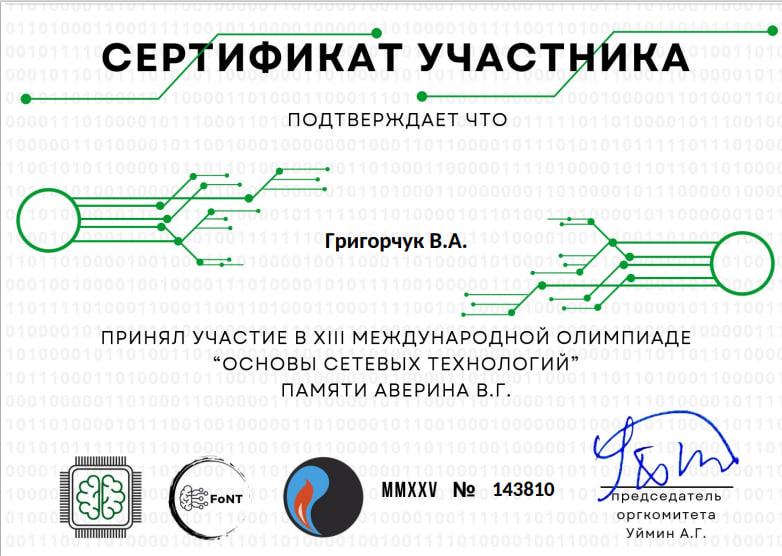 СЕРТИФИКАТ УЧАСТНИКА
ПОДТВЕРЖДАЕТ ЧТО
Григорчук В.А.
ПРИНЯЛ УЧАСТИЕ В XIII МЕЖДУНАРОДНОЙ ОЛИМПИАДЕ
“ОСНОВЫ СЕТЕВЫХ ТЕХНОЛОГИЙ”
ПАМЯТИ АВЕРИНА В.Г.
FoNT
MMXXV № 143810
председатель
оргкомитета
Уймин А.Г.